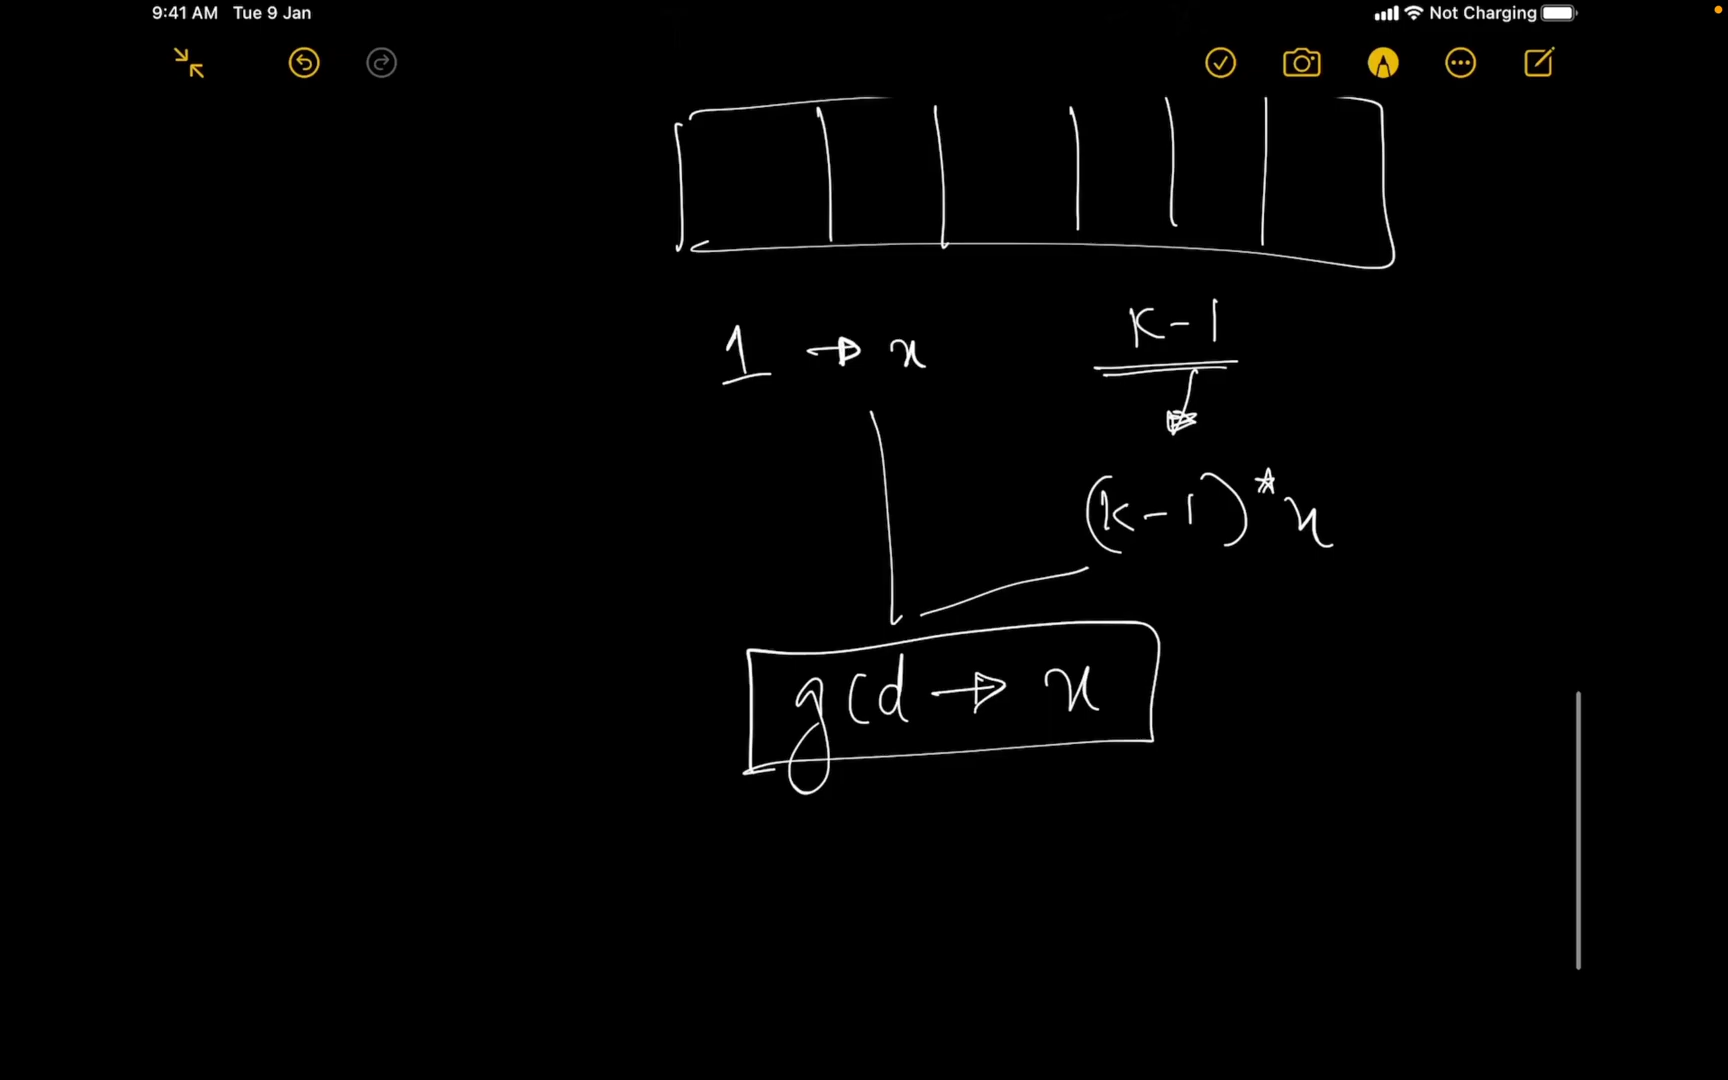 9:41 AM Tue 9 Jan Not Charging
1 → x K-1
(K-1)*x
gcd → x